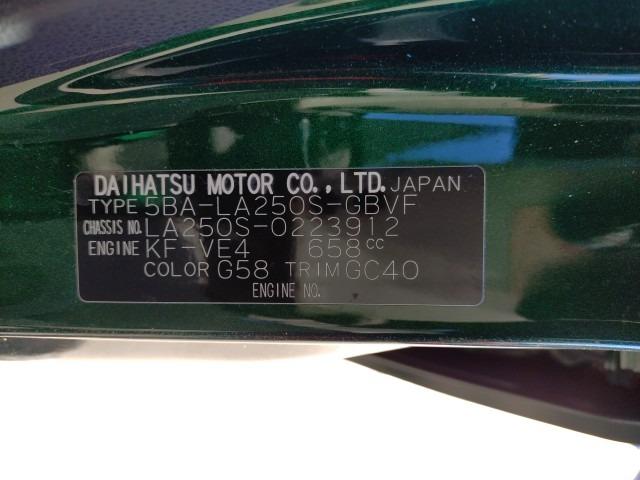 DAIHATSU MOTOR CO., LTD. JAPAN
TYPE 5BA-LA250S-GBVF
CHASSIS NO. LA250S-0223912
ENGINE KF-VE4 658cc
COLOR G58 TRIM GC40
ENGINE NO.